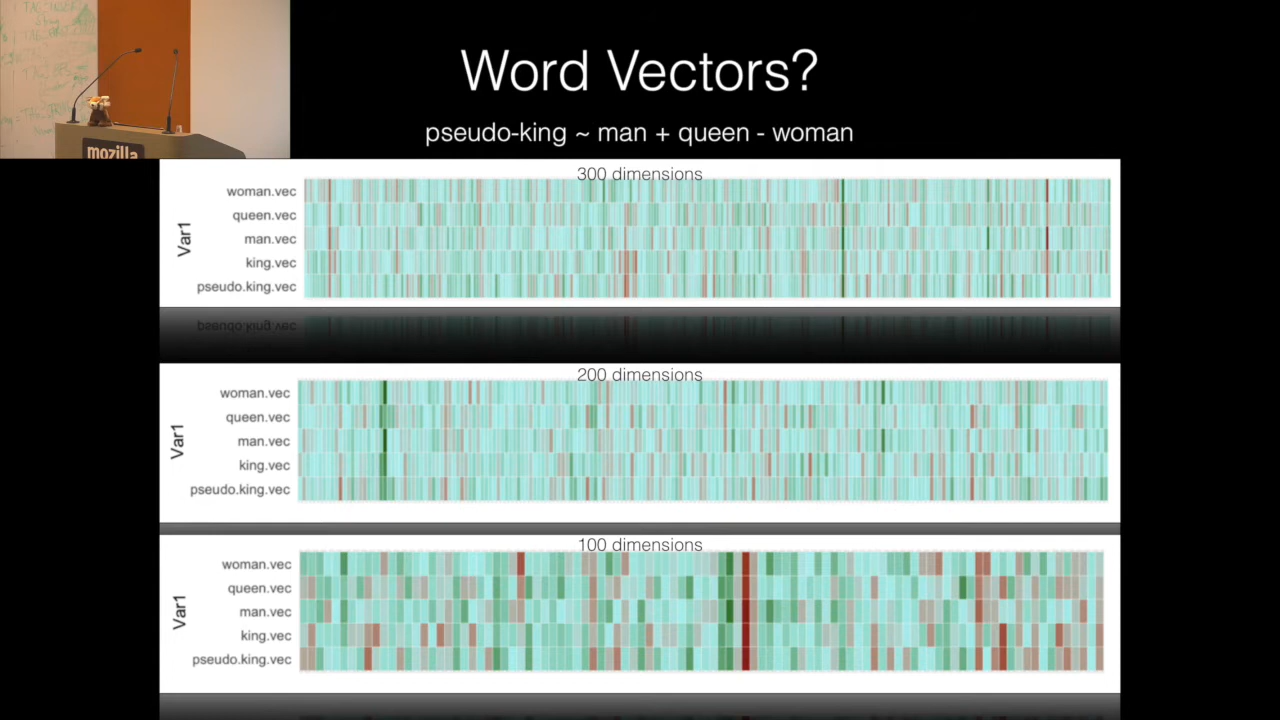 mozilla
Word Vectors?
pseudo-king ~ man + queen - woman
300 dimensions
Var1
woman.vec
queen.vec
man.vec
king.vec
pseudo.king.vec
200 dimensions
Var1
woman.vec
queen.vec
man.vec
king.vec
pseudo.king.vec
100 dimensions
Var1
woman.vec
queen.vec
man.vec
king.vec
pseudo.king.vec